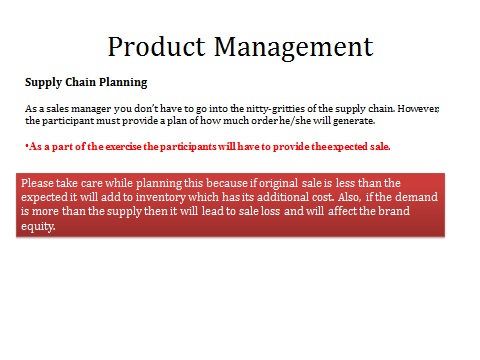 Product Management
Supply Chain Planning
As a sales manager you don't have to go into the nitty-gritties of the supply chain. However,
the participant must provide a plan of how much order he/she will generate.
•As a part of the exercise the participants will have to provide the expected sale.
Please take care while planning this because if original sale is less than the
expected it will add to inventory which has its additional cost. Also, if the demand
is more than the supply then it will lead to sale loss and will affect the brand
equity.